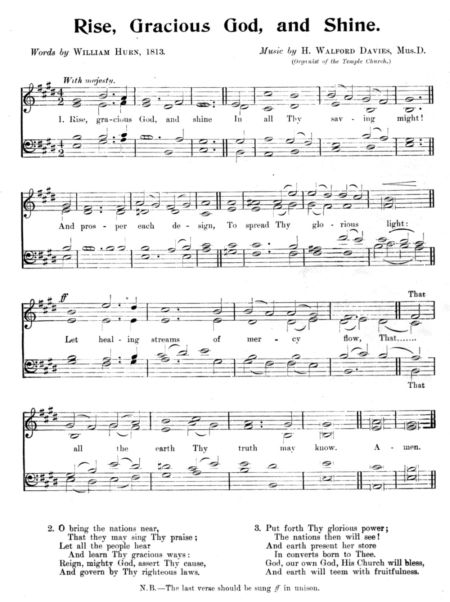 Rise, Gracious God, and Shine.
Words by WILLIAM HURN, 1813. Music by H. WALFORD DAVIES, MUS.D.
(Organist of the Temple Church.)
With majesty.
1. Rise, gracious God, and shine In all Thy sav - ing might!
And pros - per each de - sign, To spread Thy glo - rious light:
ff
That
Let heal - ing streams of mer - cy flow, That......
That
all the earth Thy truth may know. A - men.
2. O bring the nations near,
That they may sing Thy praise;
Let all the people hear
And learn Thy gracious ways:
Reign, mighty God, assert Thy cause,
And govern by Thy righteous laws.
3. Put forth Thy glorious power;
The nations then will see!
And earth present her store
In converts born to Thee.
God, our own God, His Church will bless,
And earth will teem with fruitfulness.
N.B.—The last verse should be sung ff in unison.